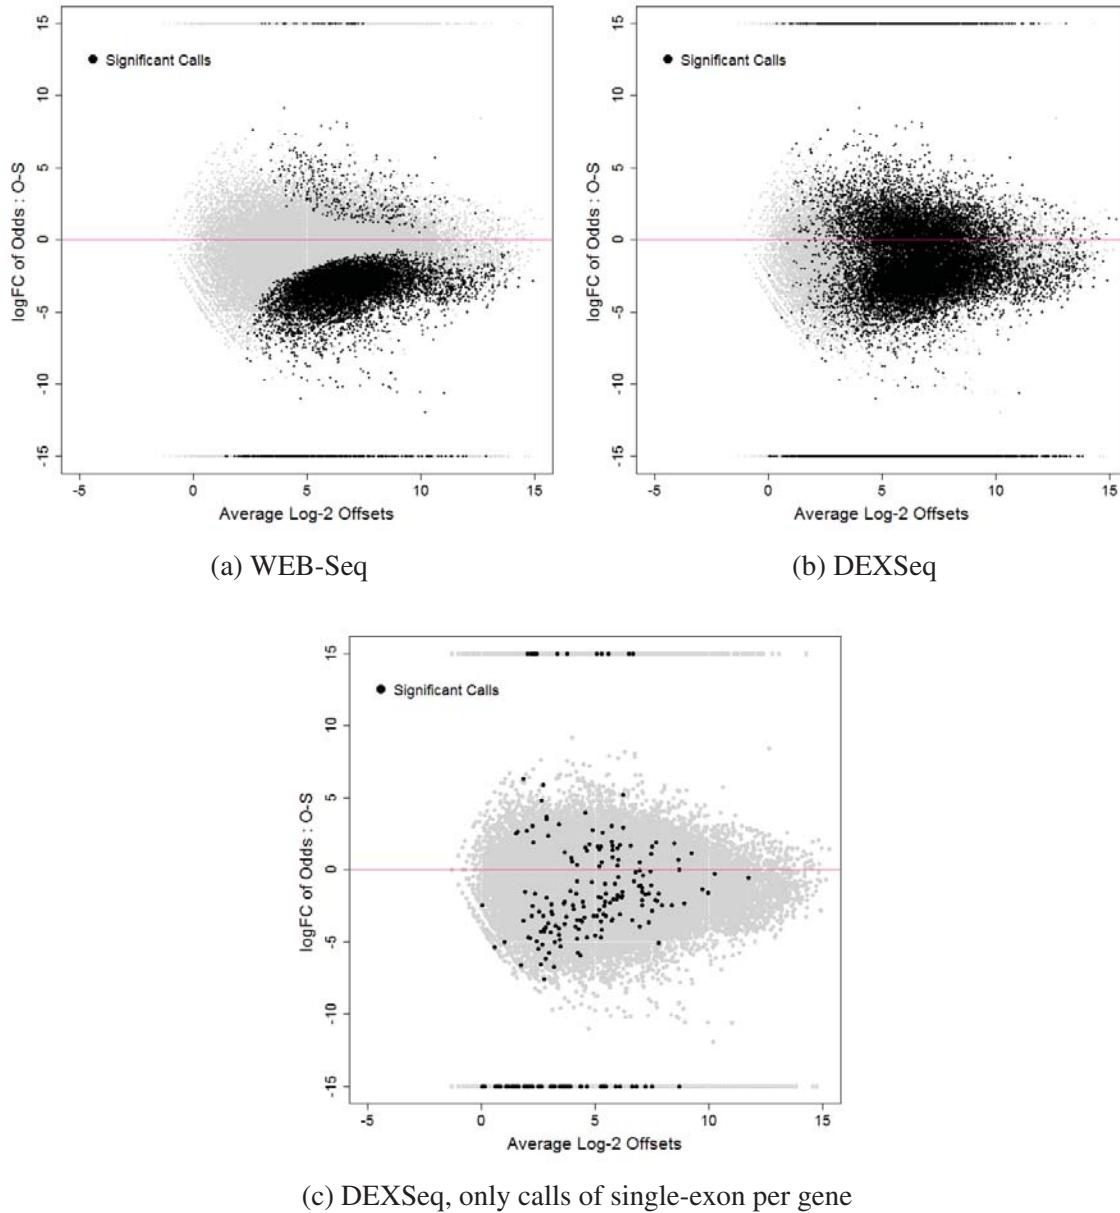 15
10
5
0
-5
-10
-15
Significant Calls
logFC of Odds : O-S
-5 0 5 10 15
Average Log-2 Offsets
(a) WEB-Seq
15
10
5
0
-5
-10
-15
Significant Calls
logFC of Odds : O-S
-5 0 5 10 15
Average Log-2 Offsets
(b) DEXSeq
15
10
5
0
-5
-10
-15
Significant Calls
logFC of Odds : O-S
-5 0 5 10 15
Average Log-2 Offsets
(c) DEXSeq, only calls of single-exon per gene